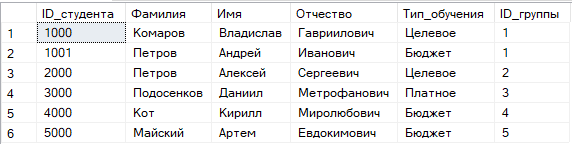 ID_студента Фамилия Имя Отчество Тип_обучения ID_группы
1 1000 Комаров Владислав Гавриилович Целевое 1
2 1001 Петров Андрей Иванович Бюджет 1
3 2000 Петров Алексей Сергеевич Целевое 2
4 3000 Подосенков Даниил Метрофанович Платное 3
5 4000 Кот Кирилл Миролюбович Бюджет 4
6 5000 Майский Артем Евдокимович Бюджет 5